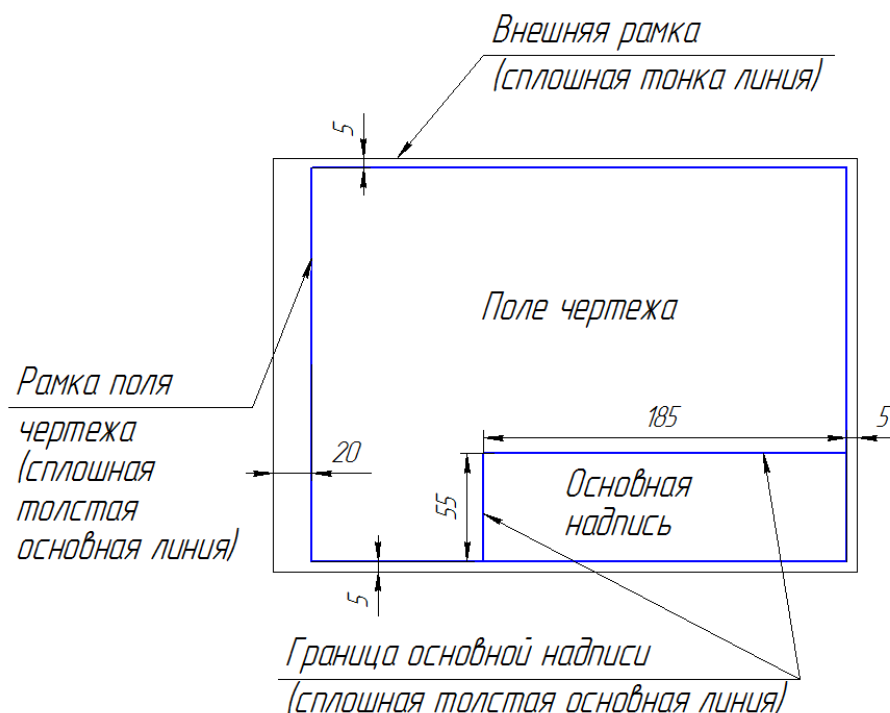 Внешняя рамка
(сплошная тонка линия)
5
Поле чертежа
Рамка поля
чертежа
(сплошная
толстая
основная линия)
20
185
5
55
Основная
надпись
5
Граница основной надписи
(сплошная толстая основная линия)